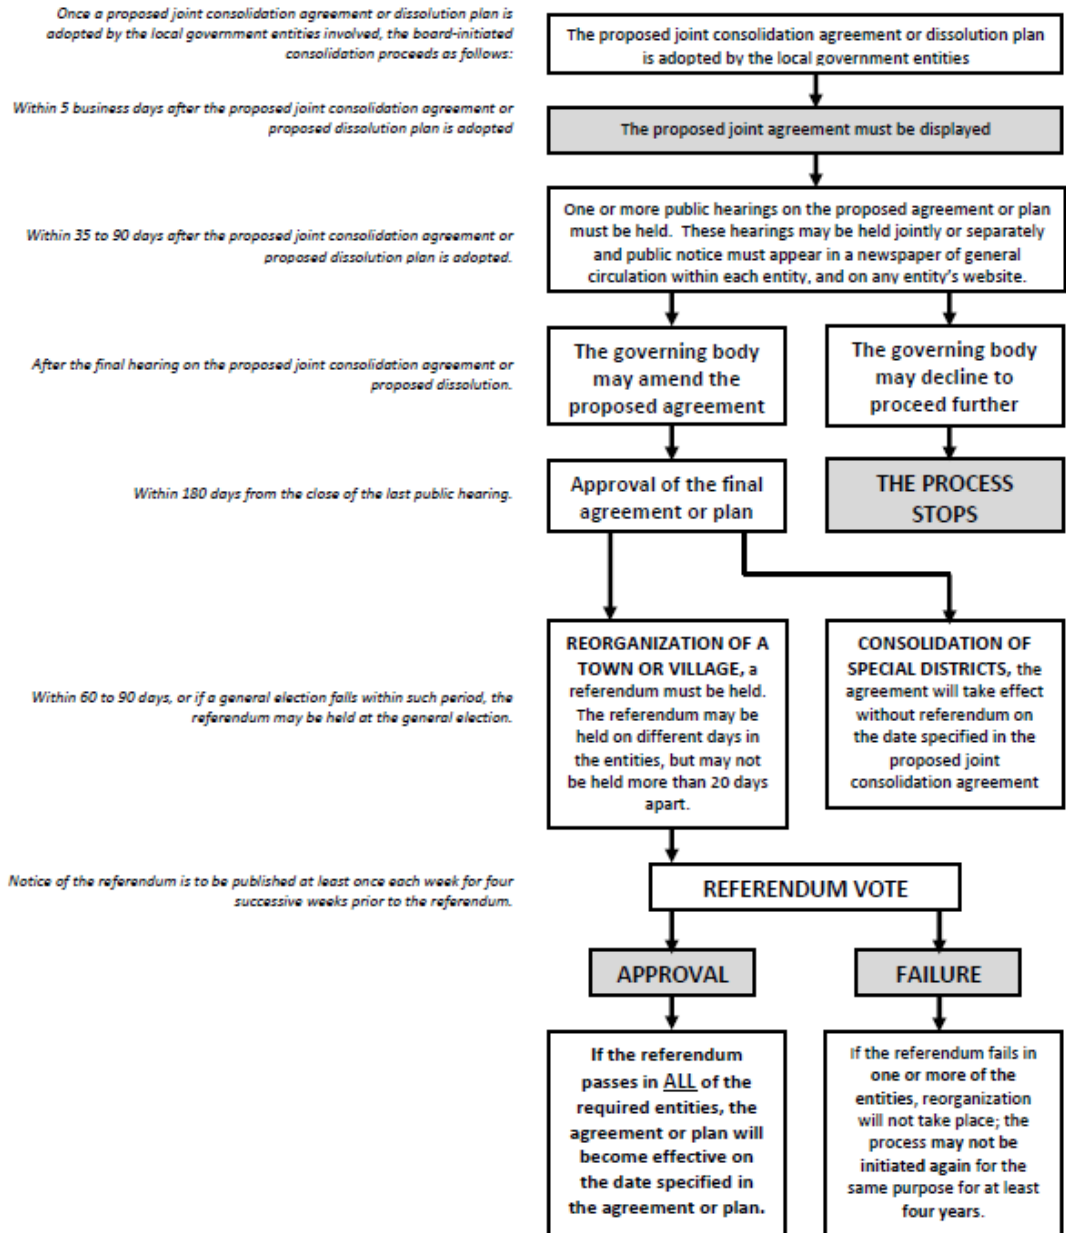 Once a proposed joint consolidation agreement or dissolution plan is
adopted by the local government entities involved, the board-initiated
consolidation proceeds as follows:
The proposed joint consolidation agreement or dissolution plan
is adopted by the local government entities
Within 5 business days after the proposed joint consolidation agreement or
proposed dissolution plan is adopted
The proposed joint agreement must be displayed
Within 35 to 90 days after the proposed joint consolidation agreement or
proposed dissolution plan is adopted.
One or more public hearings on the proposed agreement or plan
must be held. These hearings may be held jointly or separately
and public notice must appear in a newspaper of general
circulation within each entity, and on any entity's website.
After the final hearing on the proposed joint consolidation agreement or
proposed dissolution.
The governing body
may amend the
proposed agreement
The governing body
may decline to
proceed further
Within 180 days from the close of the last public hearing.
Approval of the final
agreement or plan
THE PROCESS
STOPS
Within 60 to 90 days, or if a general election falls within such period, the
referendum may be held at the general election.
REORGANIZATION OF A
TOWN OR VILLAGE, a
referendum must be held.
The referendum may be
held on different days in
the entities, but may not
be held more than 20 days
apart.
CONSOLIDATION OF
SPECIAL DISTRICTS, the
agreement will take effect
without referendum on
the date specified in the
proposed joint
consolidation agreement
Notice of the referendum is to be published at least once each week for four
successive weeks prior to the referendum.
REFERENDUM VOTE
APPROVAL
FAILURE
If the referendum
passes in ALL of the
required entities, the
agreement or plan will
become effective on
the date specified in
the agreement or plan.
If the referendum fails in
one or more of the
entities, reorganization
will not take place; the
process may not be
initiated again for the
same purpose for at least
four years.